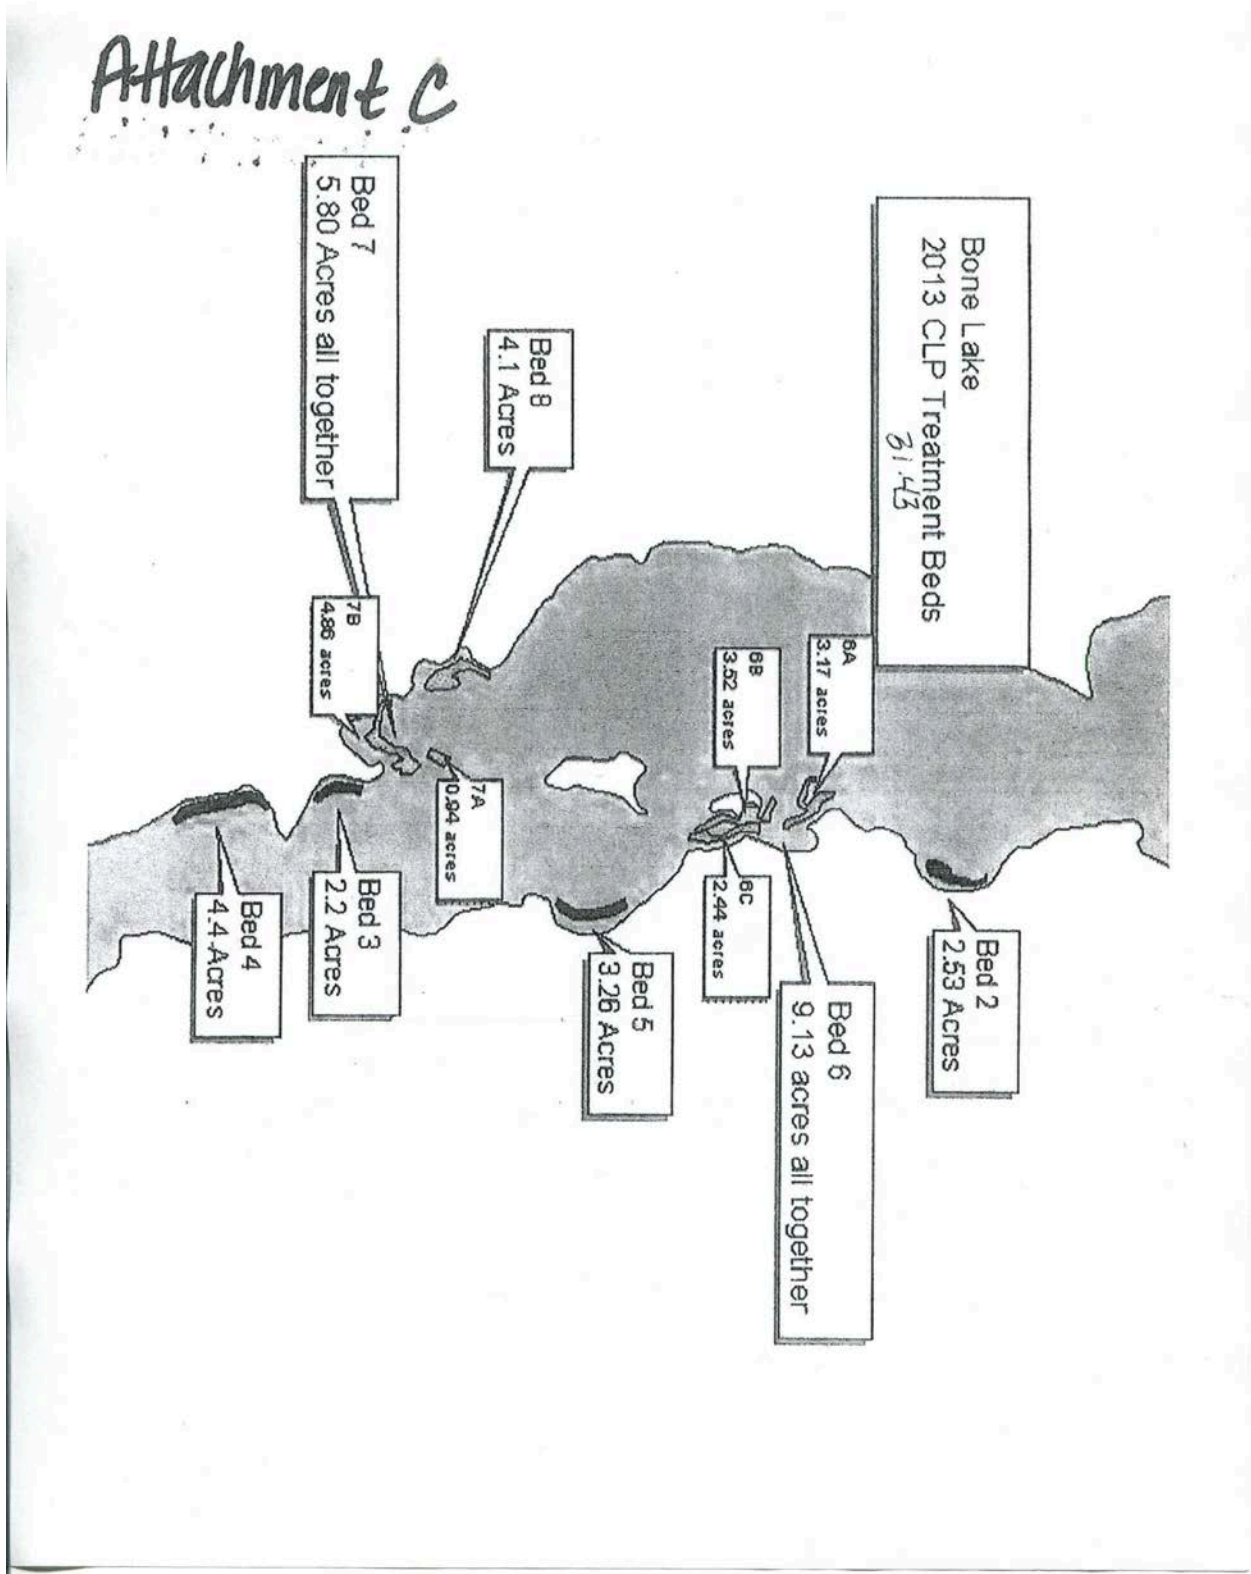 Attachment C
Bone Lake
2013 CLP Treatment Beds
31.43
Bed 7
5.80 Acres all together
Bed 8
4.1 Acres
7B
4.86 acres
6A
3.17 acres
6B
3.52 acres
7A
0.94 acres
6C
2.44 acres
Bed 2
2.53 Acres
Bed 3
2.2 Acres
Bed 4
4.4 Acres
Bed 5
3.26 Acres
Bed 6
9.13 acres all together